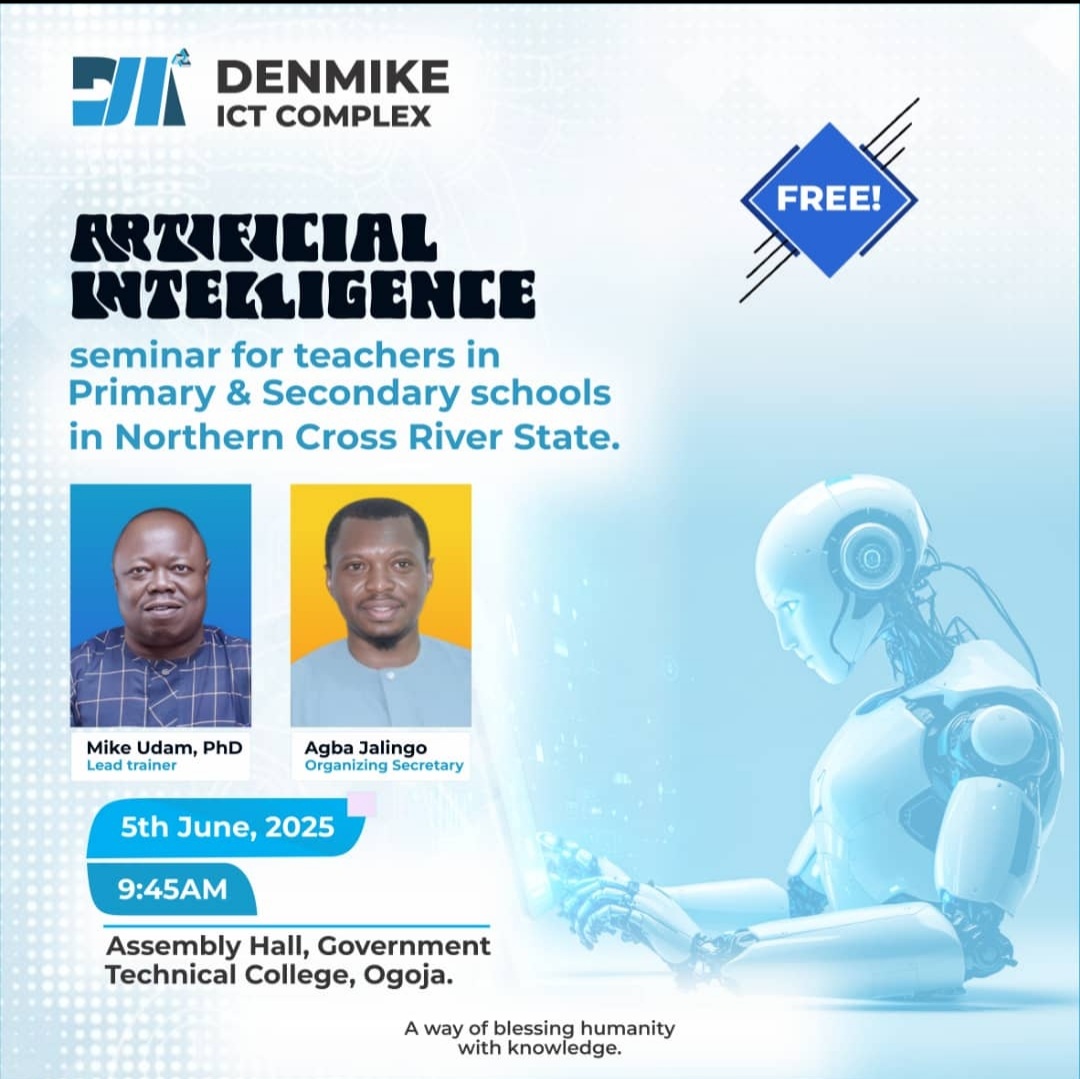 DENMIKE
ICT COMPLEX
FREE!
ARTIFICIAL
INTELLIGENCE
seminar for teachers in
Primary & Secondary schools
in Northern Cross River State.
Mike Udam, PhD
Lead trainer
Agba Jalingo
Organizing Secretary
5th June, 2025
9:45AM
Assembly Hall, Government
Technical College, Ogoja.
A way of blessing humanity
with knowledge.